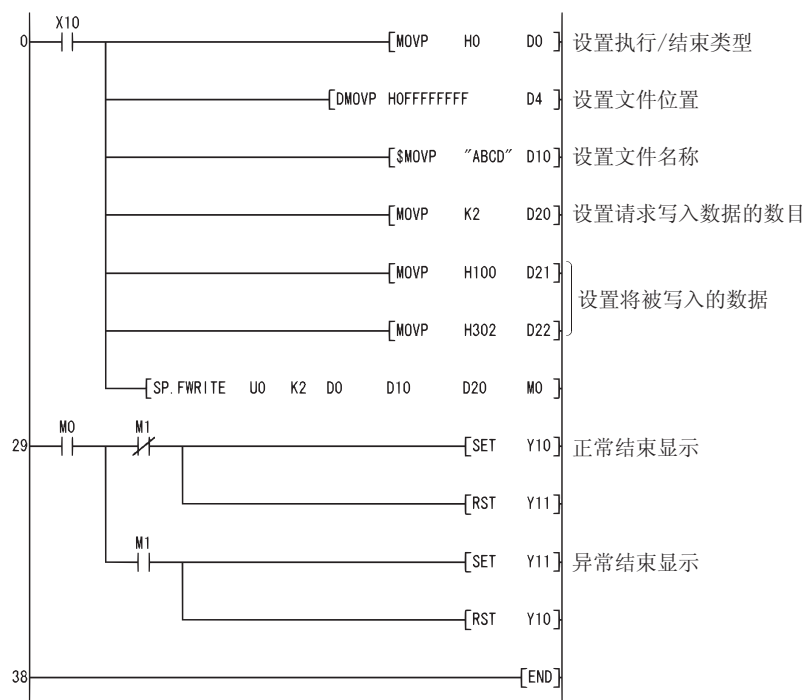 X10
0 MOVP H0 D0 设置执行/结束类型
DMOVP H0FFFFFFFF D4 设置文件位置
$MOVP "ABCD" D10 设置文件名称
MOVP K2 D20 设置请求写入数据的数目
MOVP H100 D21
设置将被写入的数据
MOVP H302 D22
SP.FWRITE U0 K2 D0 D10 D20 M0
M0 M1
29 SET Y10 正常结束显示
RST Y11
M1
SET Y11 异常结束显示
RST Y10
38 END